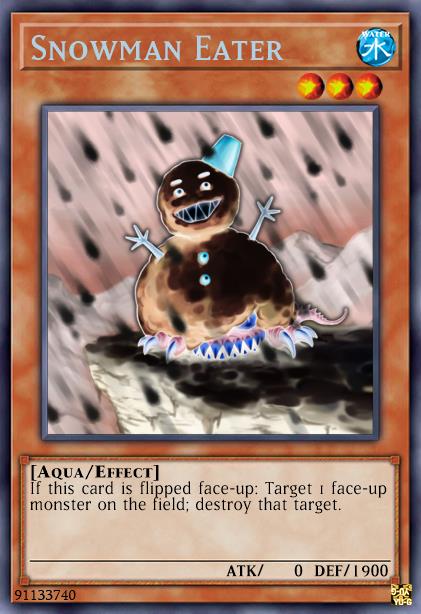 SNOWMAN EATER
WATER
水
[AQUA/EFFECT]
If this card is flipped face-up: Target 1 face-up
monster on the field; destroy that target.
ATK/ 0 DEF/1900
91133740